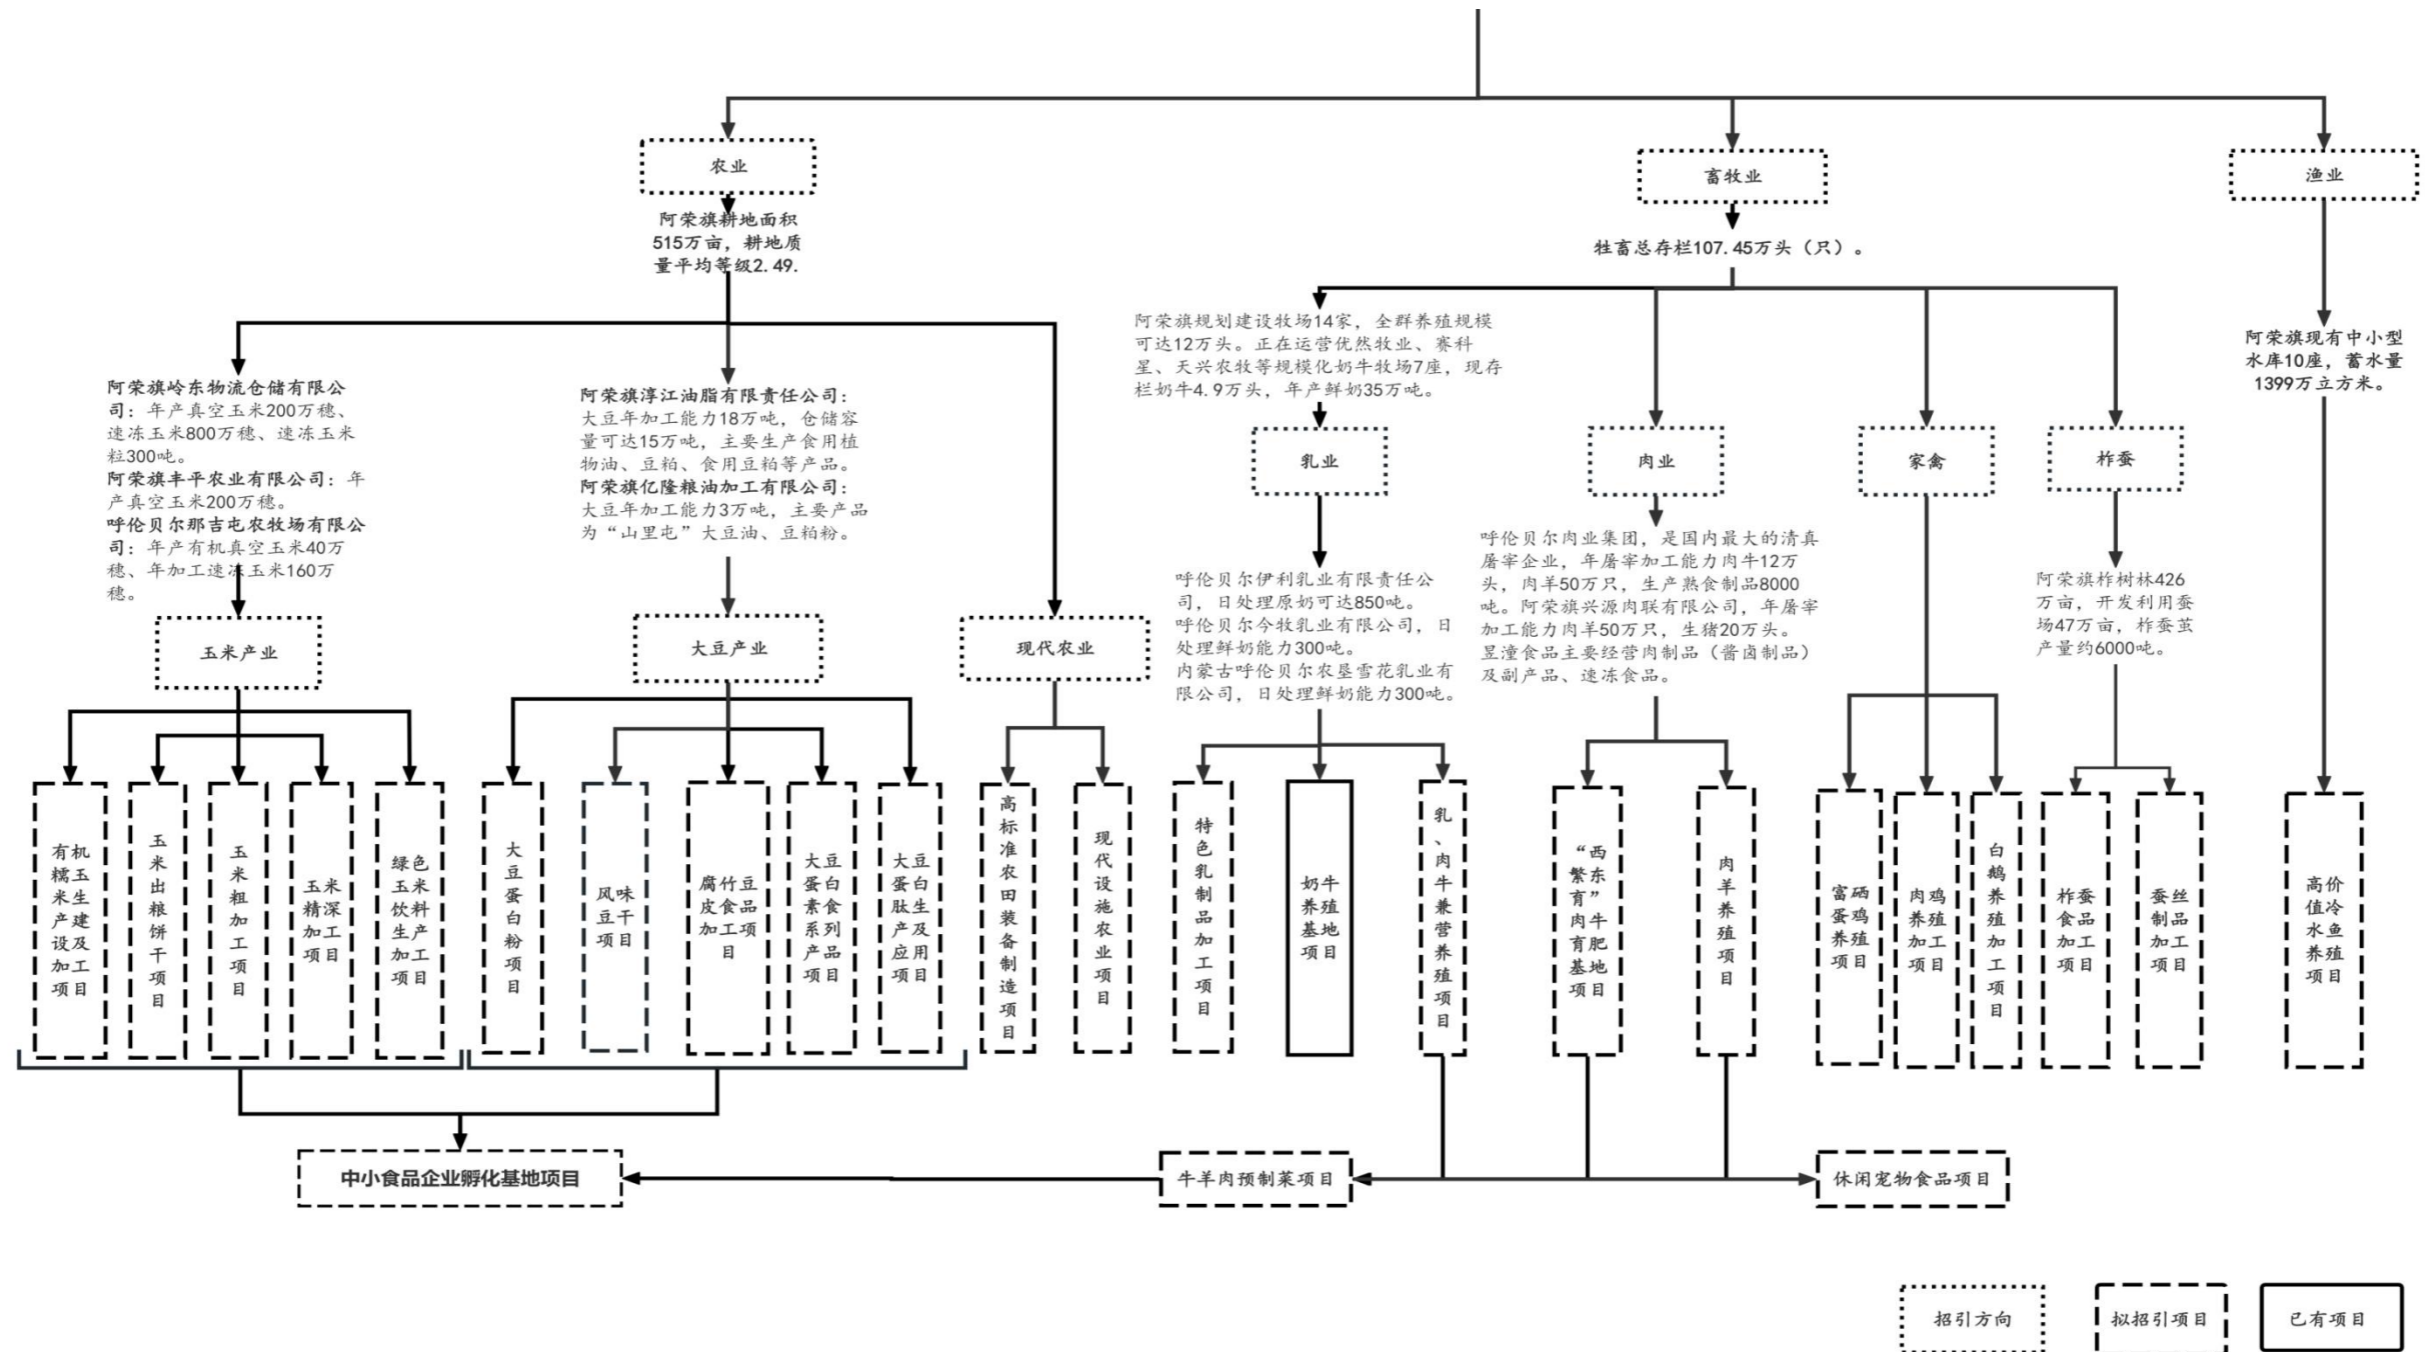 农业
畜牧业
渔业
阿荣旗耕地面积
515万亩，耕地质
量平均等级2.49.
牲畜总存栏107.45万头（只）。
阿荣旗岭东物流仓储有限公
司：年产真空玉米200万穗、
速冻玉米800万穗、速冻玉米
粒300吨。
阿荣旗丰平农业有限公司：年
产真空玉米200万穗。
呼伦贝尔那吉屯农牧场有限公
司：年产有机真空玉米40万
穗、年加工速冻玉米160万
穗。
阿荣旗淳江油脂有限责任公司：
大豆年加工能力18万吨，仓储容
量可达15万吨，主要生产食用植
物油、豆粕、食用豆粕等产品。
阿荣旗亿隆粮油加工有限公司：
大豆年加工能力3万吨，主要产品
为“山里屯”大豆油、豆粕粉。
阿荣旗规划建设牧场14家，全群养殖规模
可达12万头。正在运营优然牧业、赛科
星、天兴农牧等规模化奶牛牧场7座，现存
栏奶牛4.9万头，年产鲜奶35万吨。
阿荣旗现有中小型
水库10座，蓄水量
1399万立方米。
乳业
肉业
家禽
柞蚕
呼伦贝尔伊利乳业有限责任公
司，日处理原奶可达850吨。
呼伦贝尔今牧乳业有限公司，日
处理鲜奶能力300吨。
内蒙古呼伦贝尔农垦雪花乳业有
限公司，日处理鲜奶能力300吨。
呼伦贝尔肉业集团，是国内最大的清真
屠宰企业，年屠宰加工能力肉牛12万
头，肉羊50万只，生产熟食制品8000
吨。阿荣旗兴源肉联有限公司，年屠宰
加工能力肉羊50万只，生猪20万头。
昱潼食品主要经营肉制品（酱卤制品）
及副产品、速冻食品。
阿荣旗柞树林426
万亩，开发利用蚕
场47万亩，柞蚕茧
产量约6000吨。
玉米产业
大豆产业
现代农业
有机
糯玉
米生
产建
设及
加工
项目
玉
米
出
粮
饼
干
项
目
玉
米
粗
加
工
项
目
玉米
精深
加工
项目
绿色
玉米
饮料
生产
加工
项目
大
豆
蛋
白
粉
项
目
风味
豆干
项目
腐竹豆
皮食品
加工项
目
大豆
蛋白
素食
系列
产品
项目
大豆
蛋白
肽生
产及
应用
项目
高
标
准
农
田
装
备
制
造
项
目
现
代
设
施
农
业
项
目
特
色
乳
制
品
加
工
项
目
奶牛
养殖
基地
项目
乳
、
肉
牛
兼
营
养
殖
项
目
“西
繁东
育”
肉牛
育肥
基地
项目
肉
羊
养
殖
项
目
富硒
蛋鸡
养殖
项目
肉鸡
养殖
加工
项目
白
鹅
养
殖
加
工
项
目
柞蚕
食品
加工
项目
蚕丝
制品
加工
项目
高价
值冷
水鱼
养殖
项目
中小食品企业孵化基地项目
牛羊肉预制菜项目
休闲宠物食品项目
招引方向
拟招引项目
已有项目